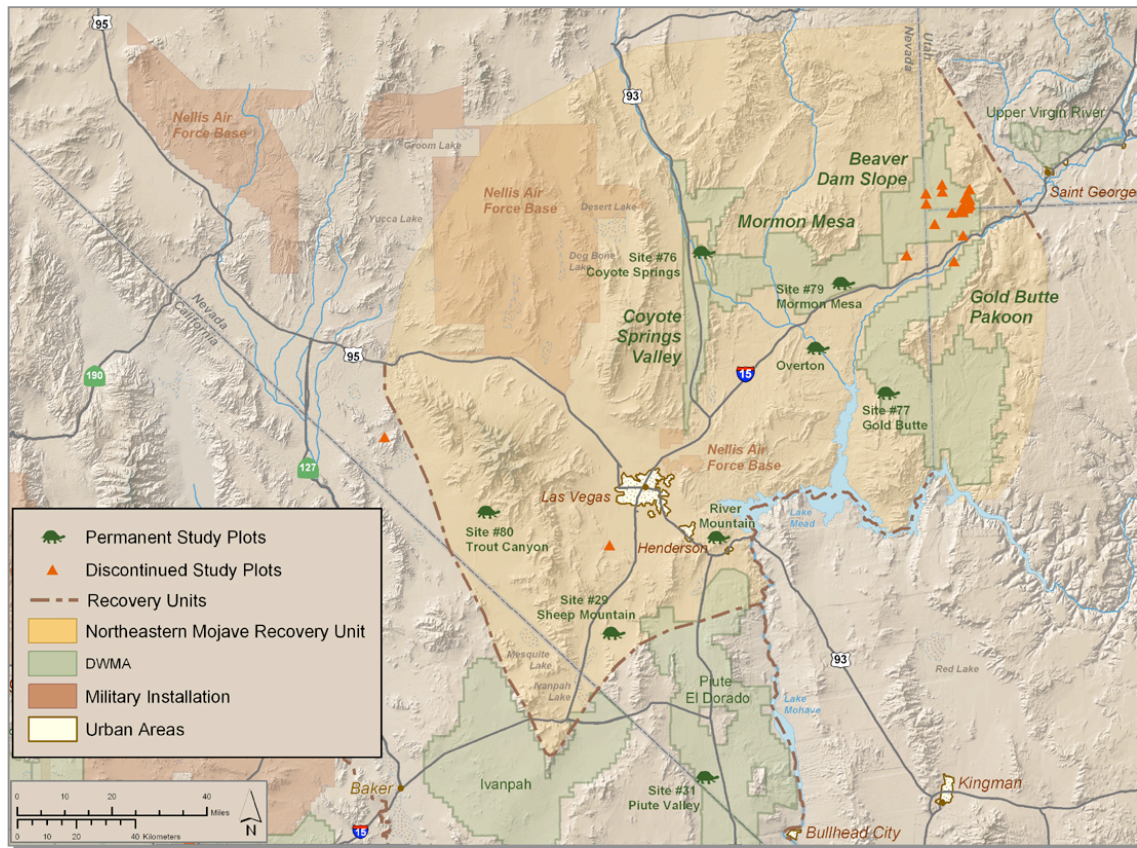 95
93
Nellis Air
Force Base
Groom Lake
Nevada
Utah
Upper Virgin River
Beaver
Dam Slope
Saint George
Nellis Air
Force Base
Desert Lake
Yucca Lake
Mormon Mesa
Dog Bone
Lake
Site #76
Coyote Springs
Site #79
Mormon Mesa
Gold Butte
Pakoon
Nevada
California
Coyote
Springs
Valley
95
190
15
Overton
Site #77
Gold Butte
127
Nellis Air
Force Base
Las Vegas
Site #80
Trout Canyon
River
Mountain
Lake
Mead
Henderson
Site #29
Sheep Mountain
Mesquite
Lake
Ivanpah
Lake
Piute
El Dorado
93
Red Lake
Lake
Mohave
Ivanpah
Site #31
Piute Valley
Baker
Kingman
Bullhead City
15
Permanent Study Plots
Discontinued Study Plots
Recovery Units
Northeastern Mojave Recovery Unit
DWMA
Military Installation
Urban Areas
20 10 0 20 40
Miles
40 20 0 20 40
Kilometers
N